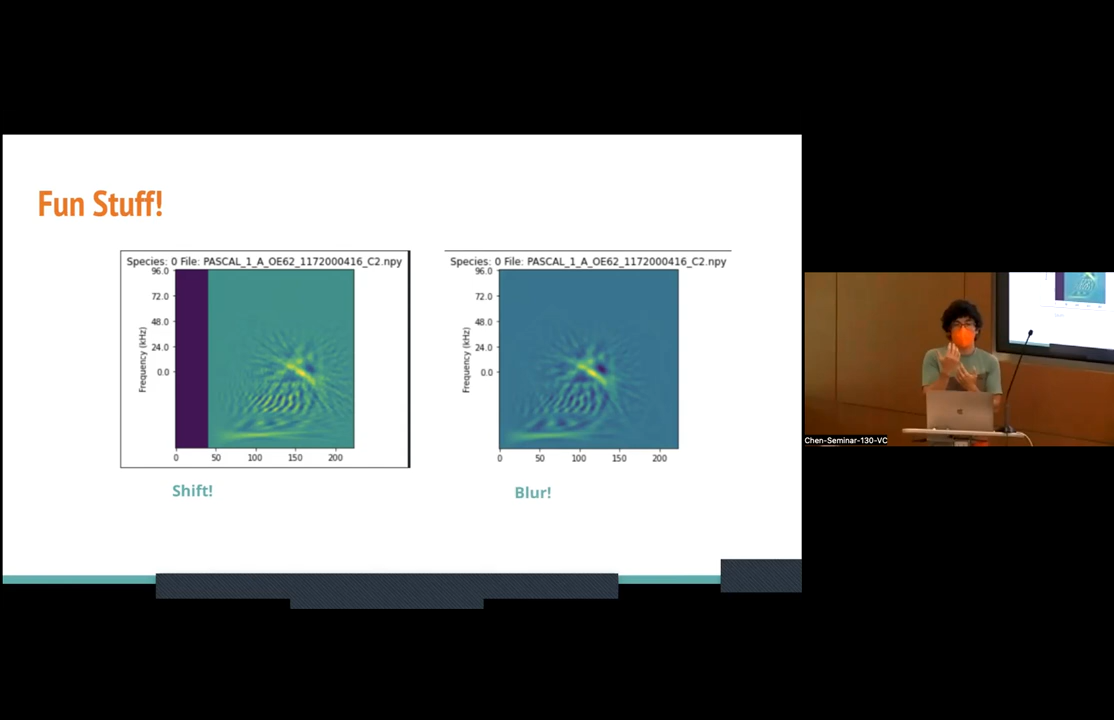 Fun Stuff!
Species: 0 File: PASCAL_1_A_OE62_1172000416_C2.npy
96.0
72.0
48.0
24.0
0.0
Frequency (kHz)
0 50 100 150 200
Shift!
Species: 0 File: PASCAL_1_A_OE62_1172000416_C2.npy
96.0
72.0
48.0
24.0
0.0
Frequency (kHz)
0 50 100 150 200
Blur!
Chen-Seminar-130-VC